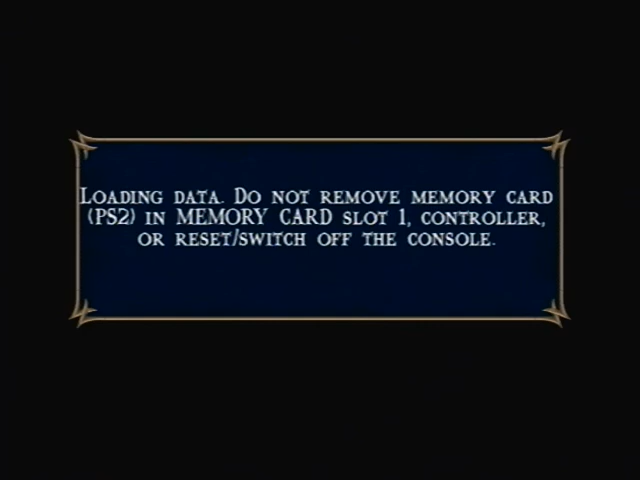 Loading data. Do not remove memory card
(PS2) in MEMORY CARD slot 1, controller,
or reset/switch off the console.